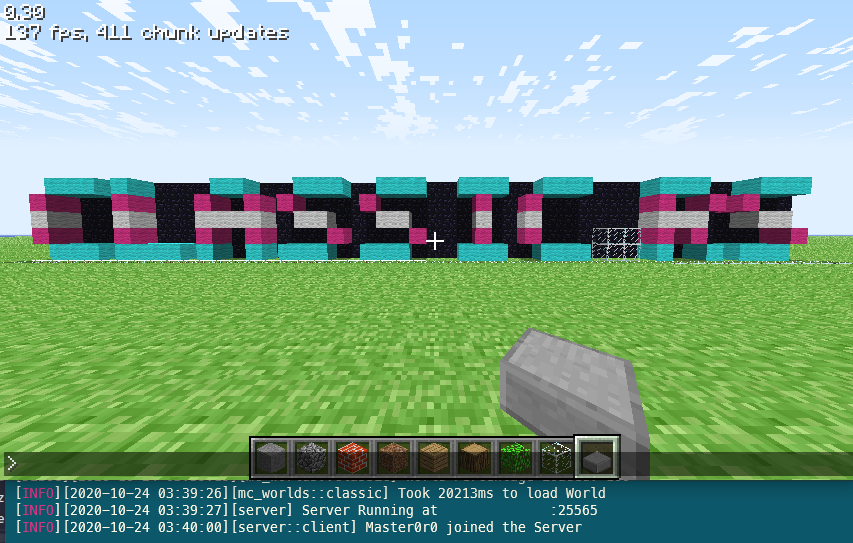 0.30
137 fps, 411 chunk updates
CLASSIC.RS
>
[INFO][2020-10-24 03:39:26][mc_worlds::classic] Took 20213ms to load World
[INFO][2020-10-24 03:39:27][server] Server Running at :25565
[INFO][2020-10-24 03:40:00][server::client] Master0r0 joined the Server